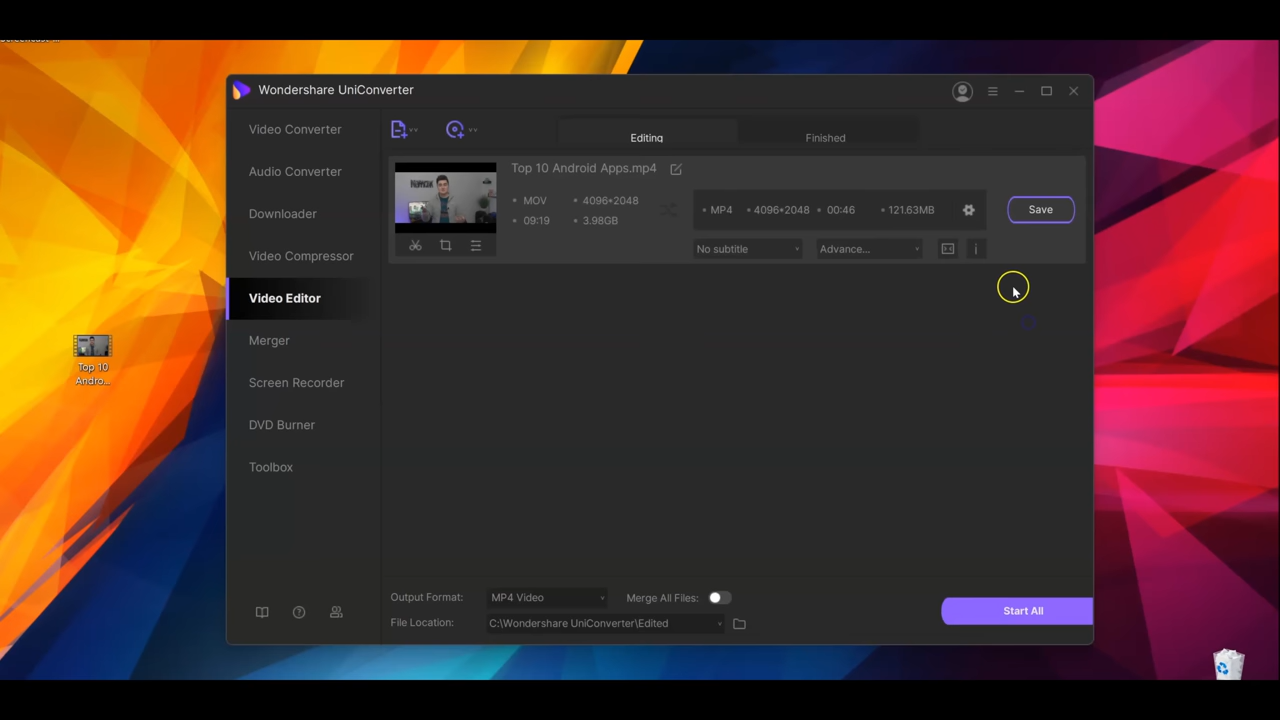 Wondershare UniConverter
Video Converter
Audio Converter
Downloader
Video Compressor
Video Editor
Merger
Screen Recorder
DVD Burner
Toolbox
Editing
Finished
Top 10 Android Apps.mp4
MOV
4096*2048
09:19
3.98GB
MP4
4096*2048
00:46
121.63MB
Save
No subtitle
Advance...
Output Format:
MP4 Video
Merge All Files:
File Location:
C:\Wondershare UniConverter\Edited
Start All
Top 10
Andro...